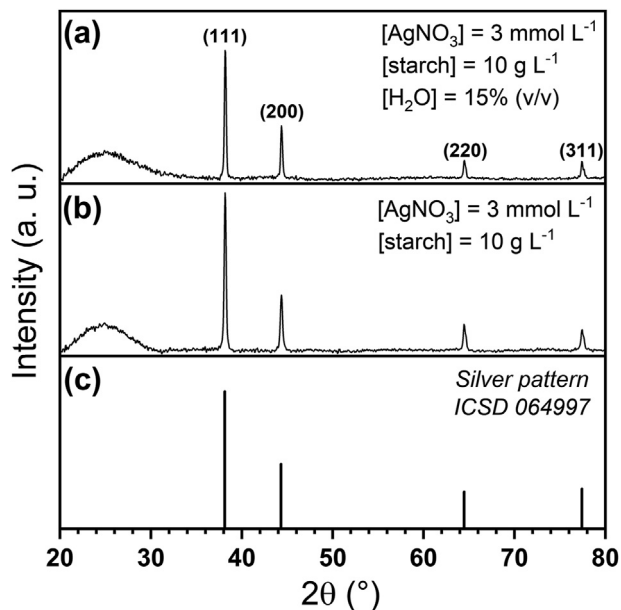 (a)
[AgNO₃] = 3 mmol L⁻¹
[starch] = 10 g L⁻¹
[H₂O] = 15% (v/v)
(111)
(200)
(220)
(311)
(b)
[AgNO₃] = 3 mmol L⁻¹
[starch] = 10 g L⁻¹
(c)
Silver pattern
ICSD 064997
Intensity (a. u.)
20 30 40 50 60 70 80
2θ (°)